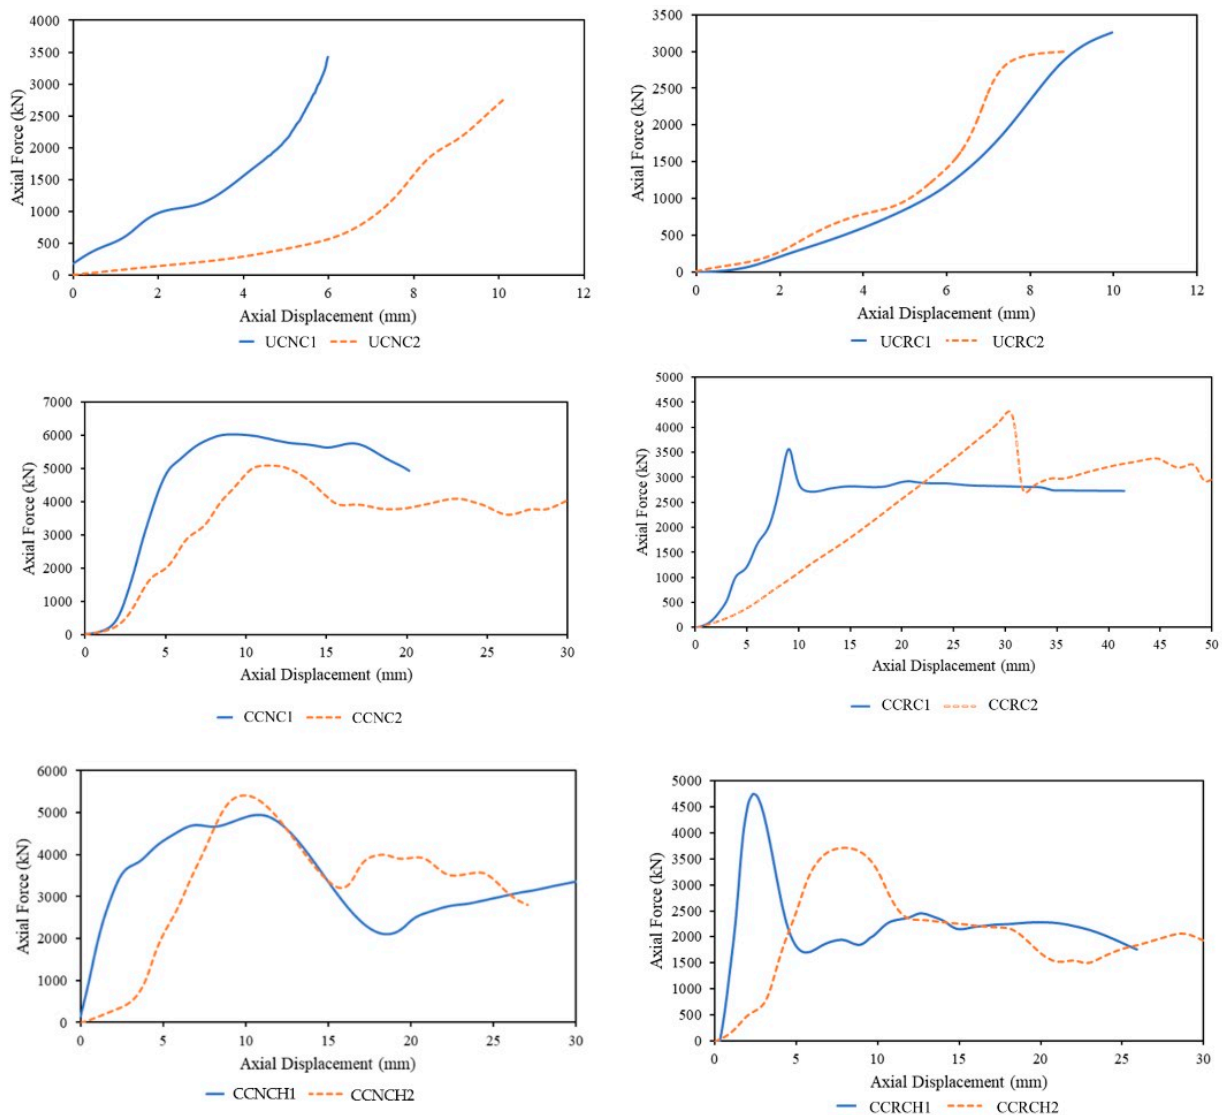 4000
3500
3000
2500
2000
1500
1000
500
0
Axial Force (kN)
0 2 4 6 8 10 12
Axial Displacement (mm)
UCNC1 UCNC2
3500
3000
2500
2000
1500
1000
500
0
Axial Force (kN)
0 2 4 6 8 10 12
Axial Displacement (mm)
UCRC1 UCRC2
7000
6000
5000
4000
3000
2000
1000
0
Axial Force (kN)
0 5 10 15 20 25 30
Axial Displacement (mm)
CCNC1 CCNC2
5000
4500
4000
3500
3000
2500
2000
1500
1000
500
0
Axial Force (kN)
0 5 10 15 20 25 30 35 40 45 50
Axial Displacement (mm)
CCRC1 CCRC2
6000
5000
4000
3000
2000
1000
0
Axial Force (kN)
0 5 10 15 20 25 30
Axial Displacement (mm)
CCNCH1 CCNCH2
5000
4500
4000
3500
3000
2500
2000
1500
1000
500
0
Axial Force (kN)
0 5 10 15 20 25 30
Axial Displacement (mm)
CCRCH1 CCRCH2